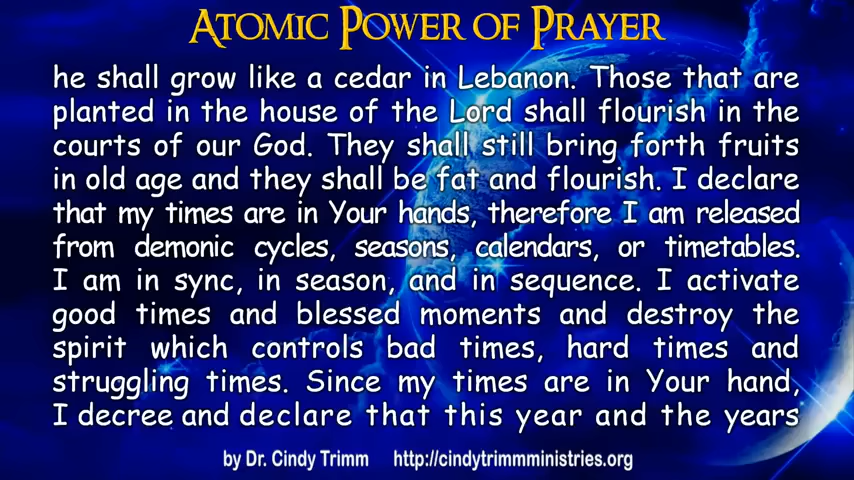 Atomic Power of Prayer
he shall grow like a cedar in Lebanon. Those that are
planted in the house of the Lord shall flourish in the
courts of our God. They shall still bring forth fruits
in old age and they shall be fat and flourish. I declare
that my times are in Your hands, therefore I am released
from demonic cycles, seasons, calendars, or timetables.
I am in sync, in season, and in sequence. I activate
good times and blessed moments and destroy the
spirit which controls bad times, hard times and
struggling times. Since my times are in Your hand,
I decree and declare that this year and the years
by Dr. Cindy Trimm http://cindytrimmministries.org